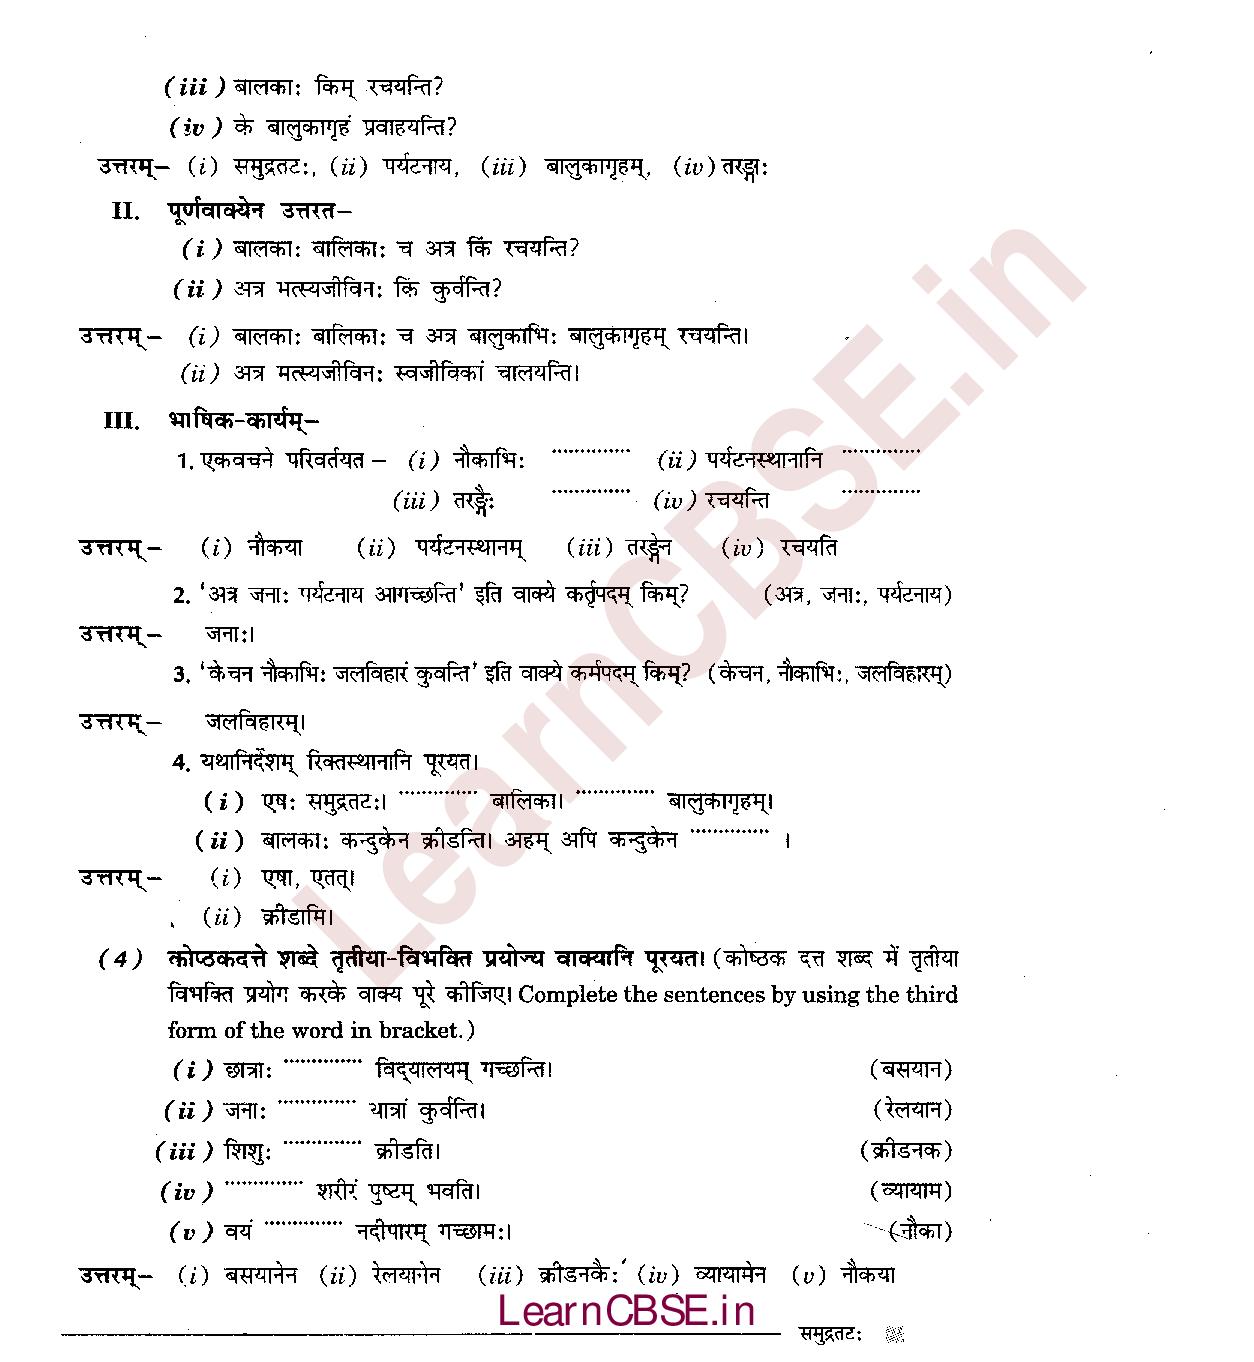 (iii) बालका: किम् रचयन्ति?
(iv) के बालुकागृहं प्रवाहयन्ति?
उत्तरम्– (i) समुद्रतट:, (ii) पर्यटनाय, (iii) बालुकागृहम्, (iv) तरङ्गा:
II. पूर्णवाक्येन उत्तरत–
(i) बालका: बालिका: च अत्र किं रचयन्ति?
(ii) अत्र मत्स्यजीविन: किं कुर्वन्ति?
उत्तरम्– (i) बालका: बालिका: च अत्र बालुकाभि: बालुकागृहम् रचयन्ति।
(ii) अत्र मत्स्यजीविन: स्वजीविकां चालयन्ति।
III. भाषिक-कार्यम्–
1. एकवचने परिवर्तयत – (i) नौकाभि: .............. (ii) पर्यटनस्थानानि ..............
(iii) तरङ्गै: .............. (iv) रचयन्ति ..............
उत्तरम्– (i) नौकया (ii) पर्यटनस्थानम् (iii) तरङ्गेन (iv) रचयति
2. ‘अत्र जना: पर्यटनाय आगच्छन्ति’ इति वाक्ये कर्तृपदम् किम्? (अत्र, जना:, पर्यटनाय)
उत्तरम्– जना:।
3. ‘केचन नौकाभि: जलविहारं कुवन्ति’ इति वाक्ये कर्मपदम् किम्? (केचन, नौकाभि:, जलविहारम्)
उत्तरम्– जलविहारम्।
4. यथानिर्देशम् रिक्तस्थानानि पूरयत।
(i) एष: समुद्रतट:। .............. बालिका। .............. बालुकागृहम्।
(ii) बालका: कन्दुकेन क्रीडन्ति। अहम् अपि कन्दुकेन .............. ।
उत्तरम्– (i) एषा, एतत्।
(ii) क्रीडामि।
(4) कोष्ठकदत्ते शब्दे तृतीया-विभक्ति प्रयोज्य वाक्यानि पूरयत। (कोष्ठक दत्त शब्द में तृतीया
विभक्ति प्रयोग करके वाक्य पूरे कीजिए। Complete the sentences by using the third
form of the word in bracket.)
(i) छात्रा: .............. विद्यालयम् गच्छन्ति। (बसयान)
(ii) जना: .............. यात्रां कुर्वन्ति। (रेलयान)
(iii) शिशु: .............. क्रीडति। (क्रीडनक)
(iv) .............. शरीरं पुष्टम् भवति। (व्यायाम)
(v) वयं .............. नदीपारम् गच्छाम:। (नौका)
उत्तरम्– (i) बसयानेन (ii) रेलयानेन (iii) क्रीडनकै: (iv) व्यायामेन (v) नौकया
LearnCBSE.in
समुद्रतट:
LearnCBSE.in